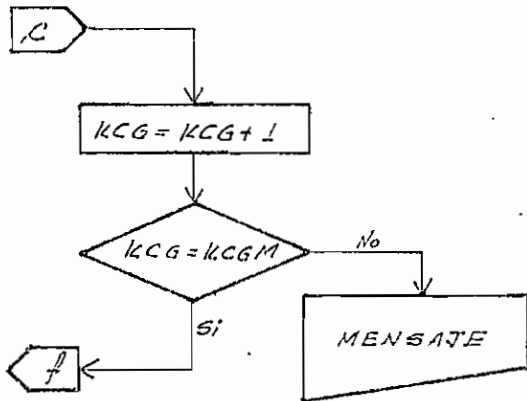 C
KCG = KCG + 1
KCG = KCGM
No
Si
MENSAJE
f